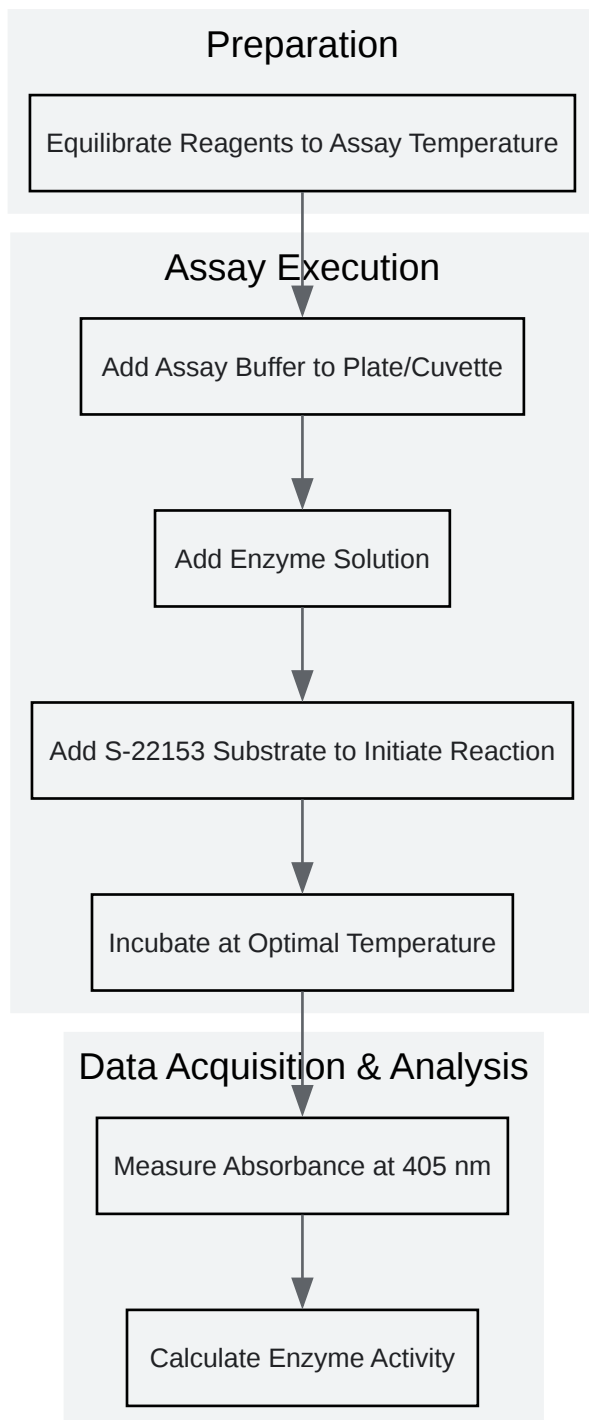 Preparation
Equilibrate Reagents to Assay Temperature
Assay Execution
Add Assay Buffer to Plate/Cuvette
Add Enzyme Solution
Add S-22153 Substrate to Initiate Reaction
Incubate at Optimal Temperature
Data Acquisition & Analysis
Measure Absorbance at 405 nm
Calculate Enzyme Activity